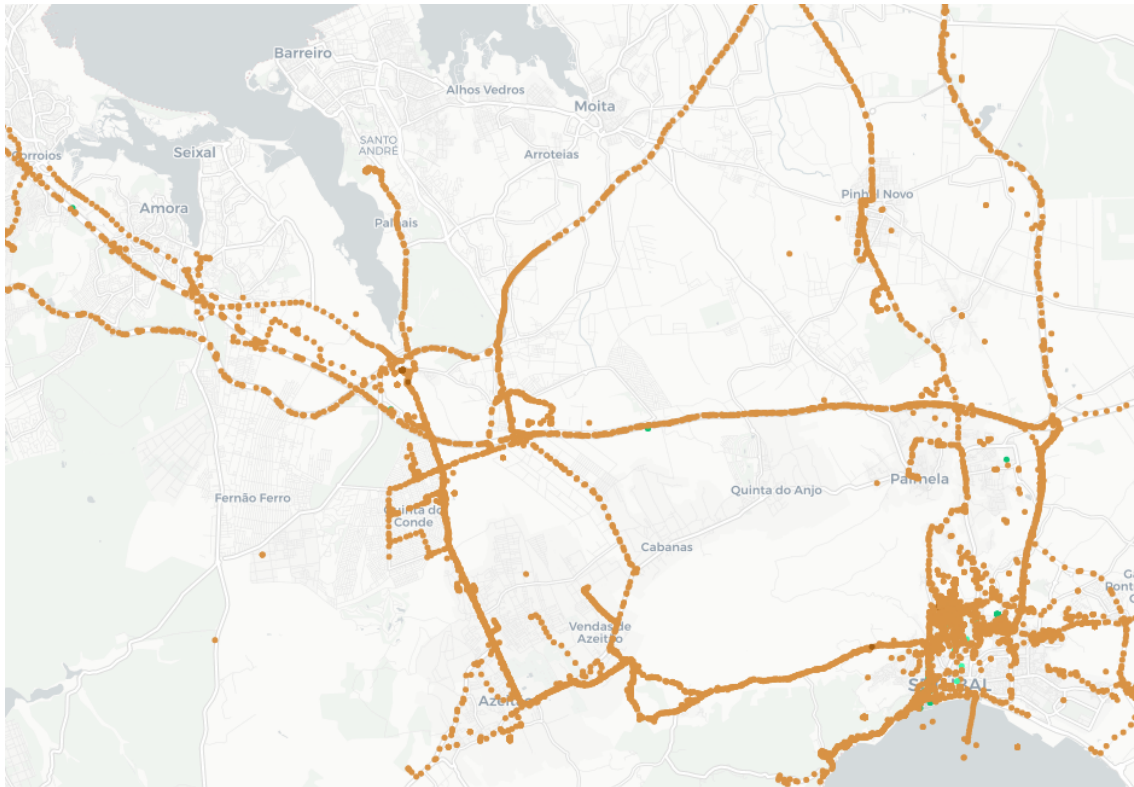 Barreiro
Alhos Vedros
Moita
SANTO
ANDRÉ
Corroios
Seixal
Arroteias
Amora
Palhais
Pinhal Novo
Fernão Ferro
Quinta do
Conde
Quinta do Anjo
Palmela
Cabanas
Vendas de
Azeitão
Azeitão
SETÚBAL